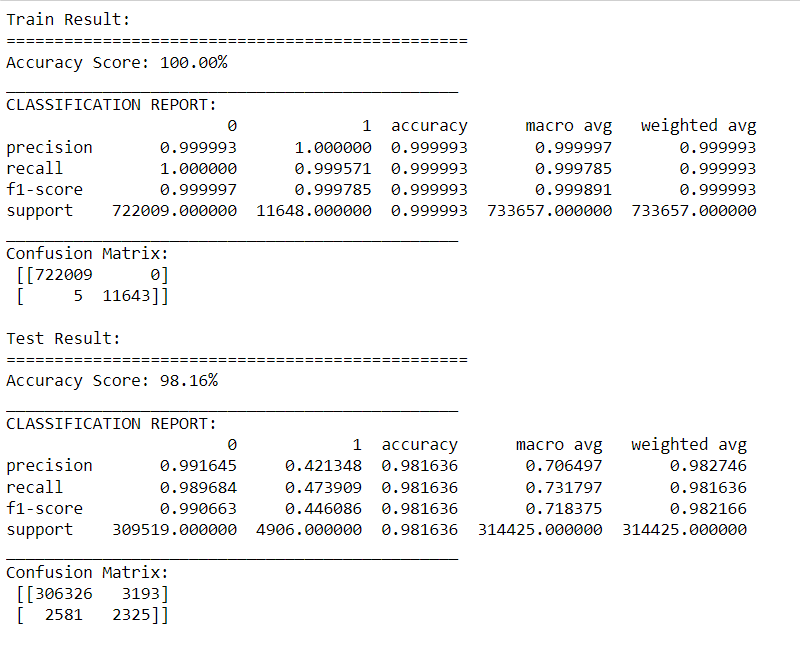 Train Result:
================================================
Accuracy Score: 100.00%
_______________________________________________
CLASSIFICATION REPORT:
                       0             1  accuracy      macro avg   weighted avg
precision       0.999993      1.000000  0.999993       0.999997       0.999993
recall          1.000000      0.999571  0.999993       0.999785       0.999993
f1-score        0.999997      0.999785  0.999993       0.999891       0.999993
support    722009.000000  11648.000000  0.999993  733657.000000  733657.000000
_______________________________________________
Confusion Matrix:
 [[722009      0]
 [     5  11643]]
Test Result:
================================================
Accuracy Score: 98.16%
_______________________________________________
CLASSIFICATION REPORT:
                       0            1  accuracy      macro avg   weighted avg
precision       0.991645     0.421348  0.981636       0.706497       0.982746
recall          0.989684     0.473909  0.981636       0.731797       0.981636
f1-score        0.990663     0.446086  0.981636       0.718375       0.982166
support    309519.000000  4906.000000  0.981636  314425.000000  314425.000000
_______________________________________________
Confusion Matrix:
 [[306326   3193]
 [  2581   2325]]